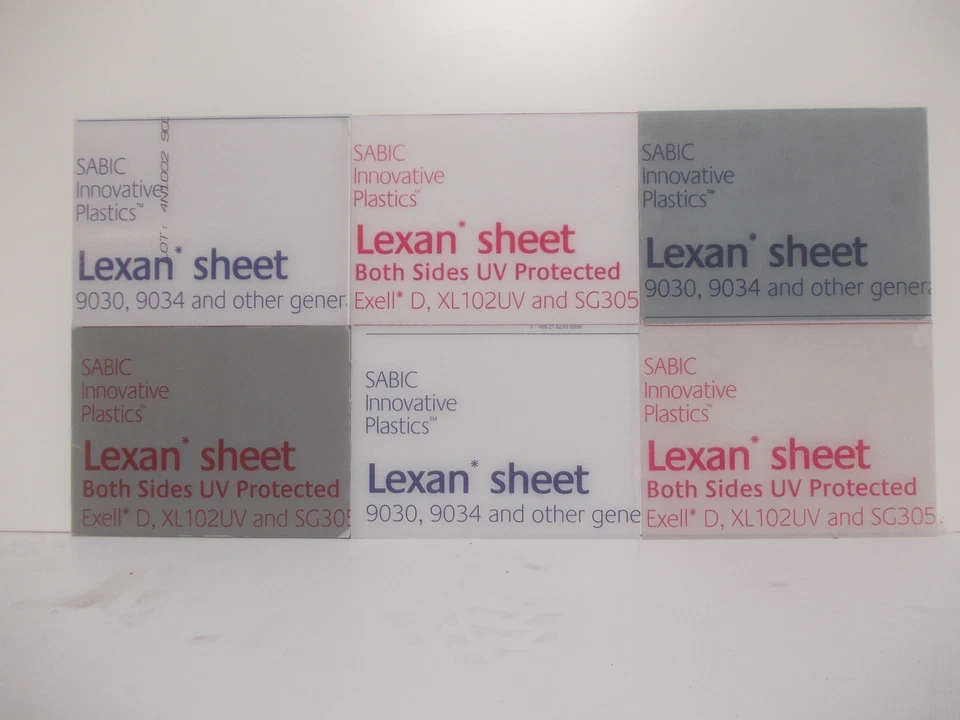 SABIC
Innovative
Plastics™
Lexan* sheet
9030, 9034 and other gener
SABIC
Innovative
Plastics™
Lexan* sheet
Both Sides UV Protected
Exell* D, XL102UV and SG305
SABIC
Innovative
Plastics™
Lexan* sheet
9030, 9034 and other genera
SABIC
Innovative
Plastics™
Lexan* sheet
Both Sides UV Protected
Exell* D, XL102UV and SG305
SABIC
Innovative
Plastics™
Lexan* sheet
9030, 9034 and other gene
SABIC
Innovative
Plastics™
Lexan* sheet
Both Sides UV Protected
Exell* D, XL102UV and SG305